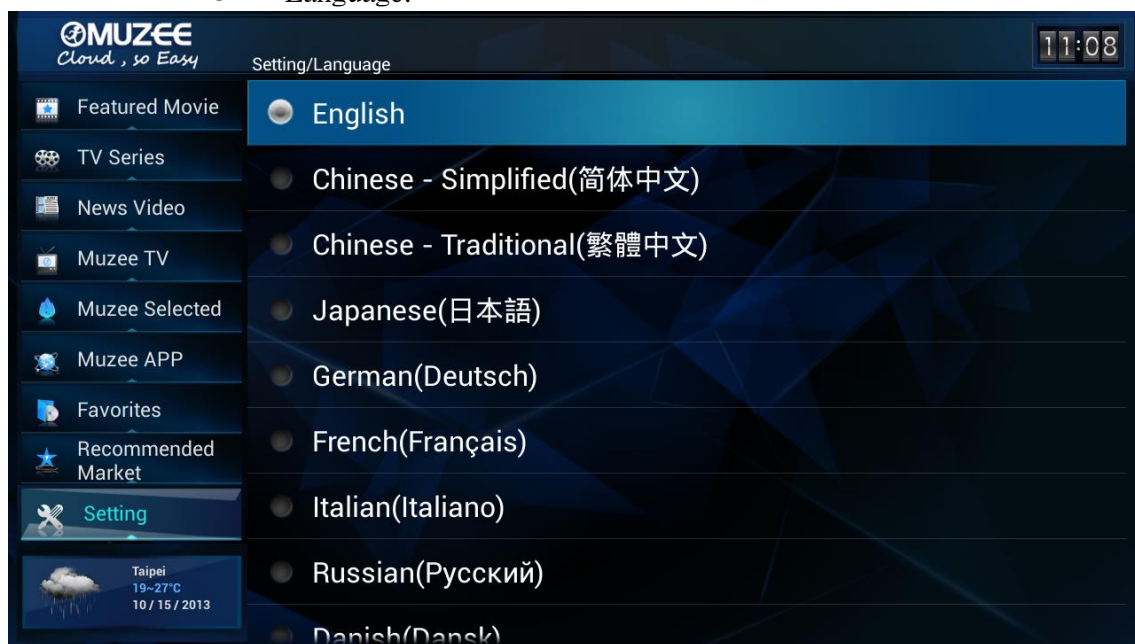 Language:
MUZEE
Cloud , so Easy
Setting/Language
11:08
Featured Movie
TV Series
News Video
Muzee TV
Muzee Selected
Muzee APP
Favorites
Recommended
Market
Setting
Taipei
19~27°C
10 / 15 / 2013
English
Chinese - Simplified(简体中文)
Chinese - Traditional(繁體中文)
Japanese(日本語)
German(Deutsch)
French(Français)
Italian(Italiano)
Russian(Русский)
Danish(Dansk)